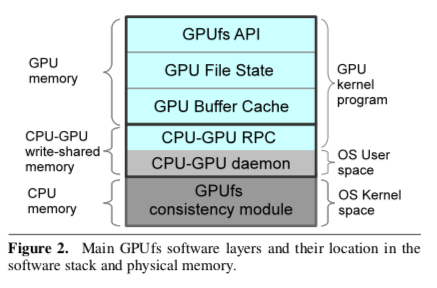 GPU
memory
CPU-GPU
write-shared
memory
CPU
memory
GPUfs API
GPU File State
GPU Buffer Cache
CPU-GPU RPC
CPU-GPU daemon
GPUfs
consistency module
GPU
kernel
program
OS User
space
OS Kernel
space
Figure 2. Main GPUfs software layers and their location in the
software stack and physical memory.